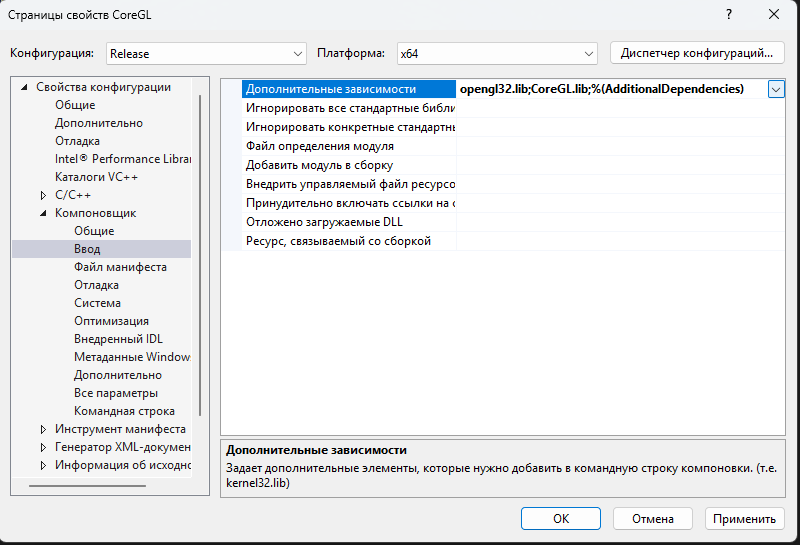 Страницы свойств CoreGL
Конфигурация: Release Платформа: x64 Диспетчер конфигураций...
Свойства конфигурации
Общие
Дополнительно
Отладка
Intel® Performance Librar
Каталоги VC++
C/C++
Компоновщик
Общие
Ввод
Файл манифеста
Отладка
Система
Оптимизация
Внедренный IDL
Метаданные Windows
Дополнительно
Все параметры
Командная строка
Инструмент манифеста
Генератор XML-докумен
Информация об исходно
Дополнительные зависимости opengl32.lib;CoreGL.lib;%(AdditionalDependencies)
Игнорировать все стандартные библи
Игнорировать конкретные стандартны
Файл определения модуля
Добавить модуль в сборку
Внедрить управляемый файл ресурсо
Принудительно включать ссылки на с
Отложено загружаемые DLL
Ресурс, связываемый со сборкой
Дополнительные зависимости
Задает дополнительные элементы, которые нужно добавить в командную строку компоновки. (т.е.
kernel32.lib)
ОК Отмена Применить